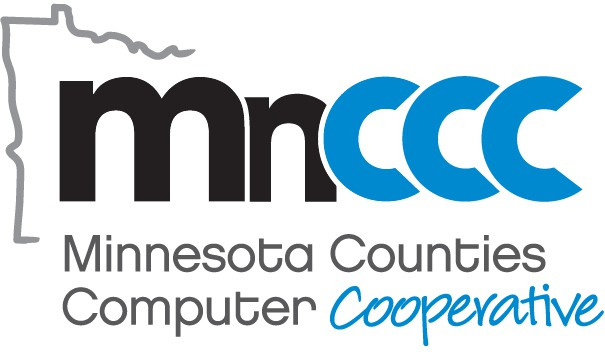 mnCCC
Minnesota Counties
Computer Cooperative